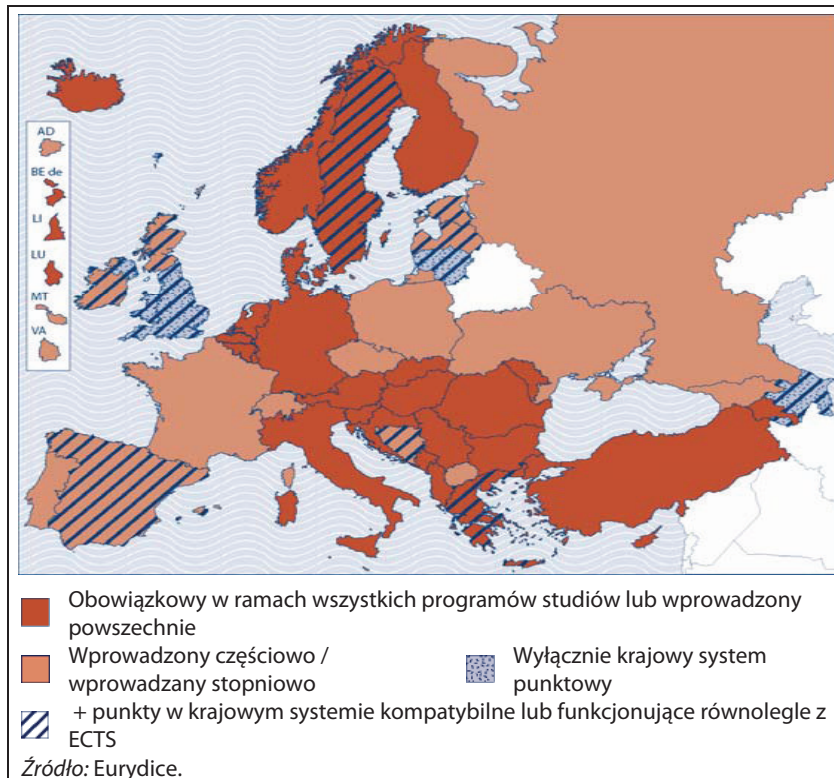 AD
BE de
LI
LU
MT
VA
Obowiązkowy w ramach wszystkich programów studiów lub wprowadzony
powszechnie
Wprowadzony częściowo /
wprowadzany stopniowo
Wyłącznie krajowy system
punktowy
+ punkty w krajowym systemie kompatybilne lub funkcjonujące równolegle z
ECTS
Źródło: Eurydice.